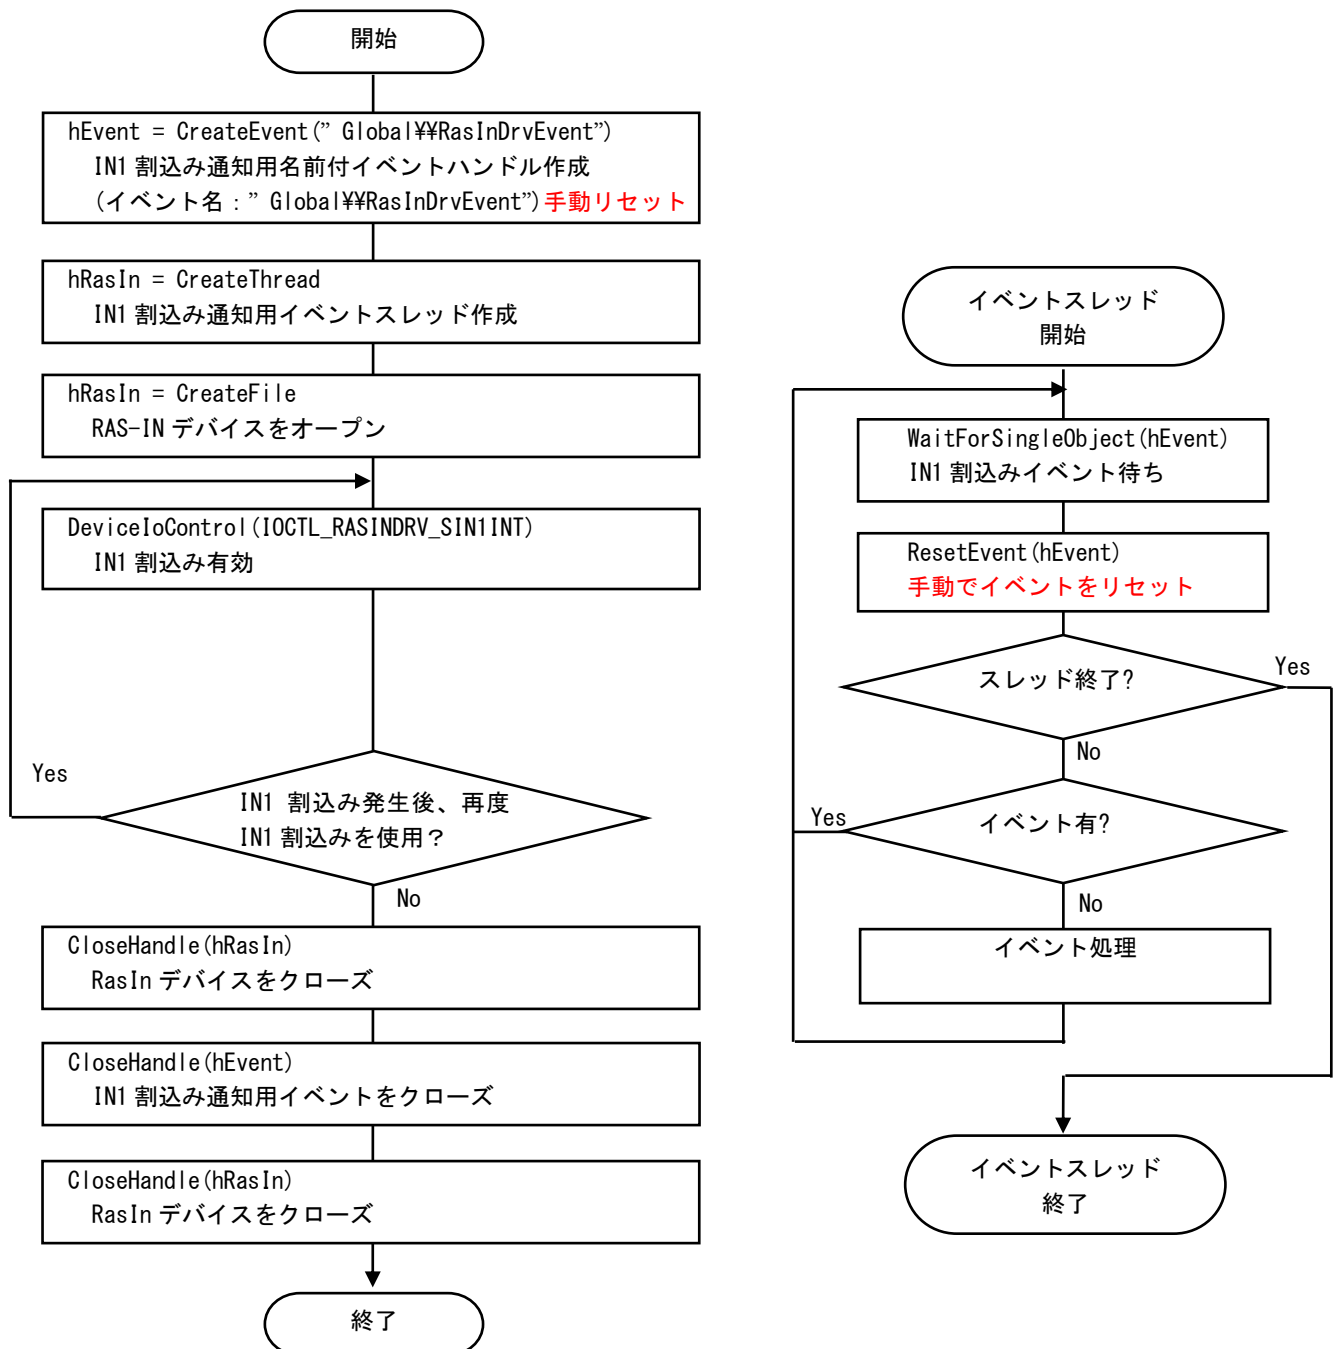 開始
hEvent = CreateEvent(” Global¥¥RasInDrvEvent”)
IN1 割込み通知用名前付イベントハンドル作成
(イベント名：” Global¥¥RasInDrvEvent”)手動リセット
hRasIn = CreateThread
IN1 割込み通知用イベントスレッド作成
hRasIn = CreateFile
RAS-IN デバイスをオープン
DeviceIoControl(IOCTL_RASINDRV_SIN1INT)
IN1 割込み有効
Yes
IN1 割込み発生後、再度
IN1 割込みを使用？
No
CloseHandle(hRasIn)
RasIn デバイスをクローズ
CloseHandle(hEvent)
IN1 割込み通知用イベントをクローズ
CloseHandle(hRasIn)
RasIn デバイスをクローズ
終了
イベントスレッド
開始
WaitForSingleObject(hEvent)
IN1 割込みイベント待ち
ResetEvent(hEvent)
手動でイベントをリセット
スレッド終了?
Yes
No
イベント有?
Yes
No
イベント処理
イベントスレッド
終了